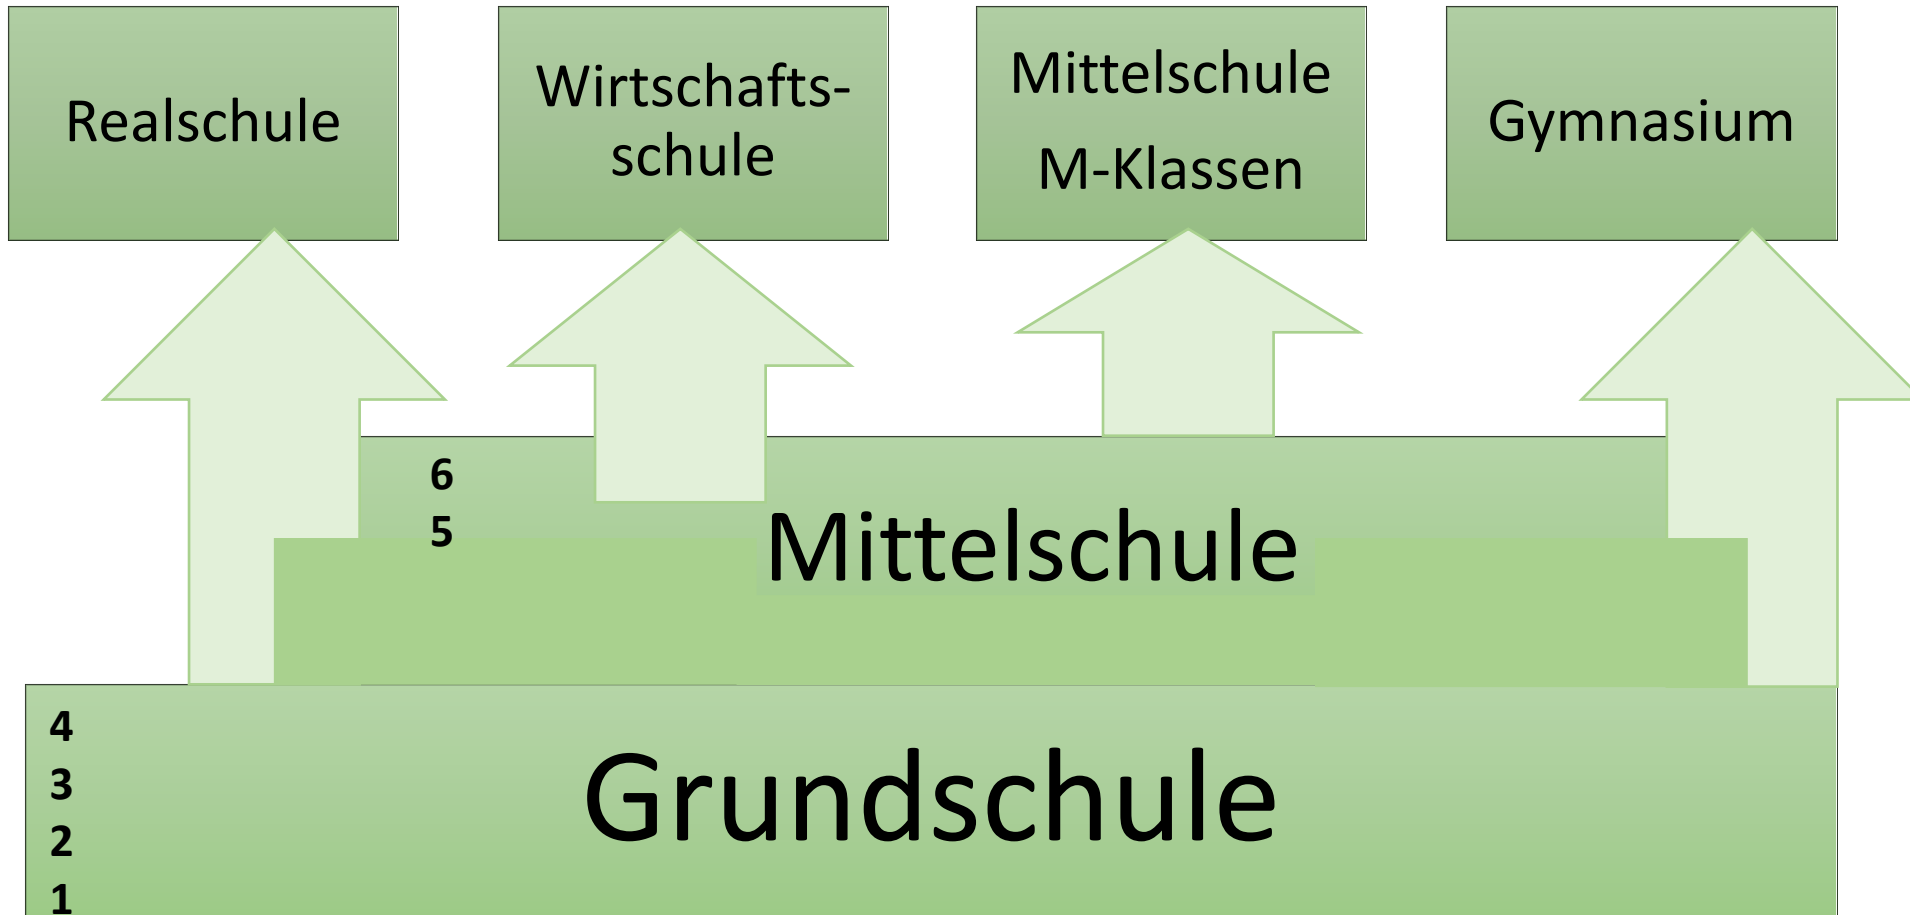 Realschule
Wirtschafts-
schule
Mittelschule
M-Klassen
Gymnasium
6
5
Mittelschule
4
3
2
1
Grundschule